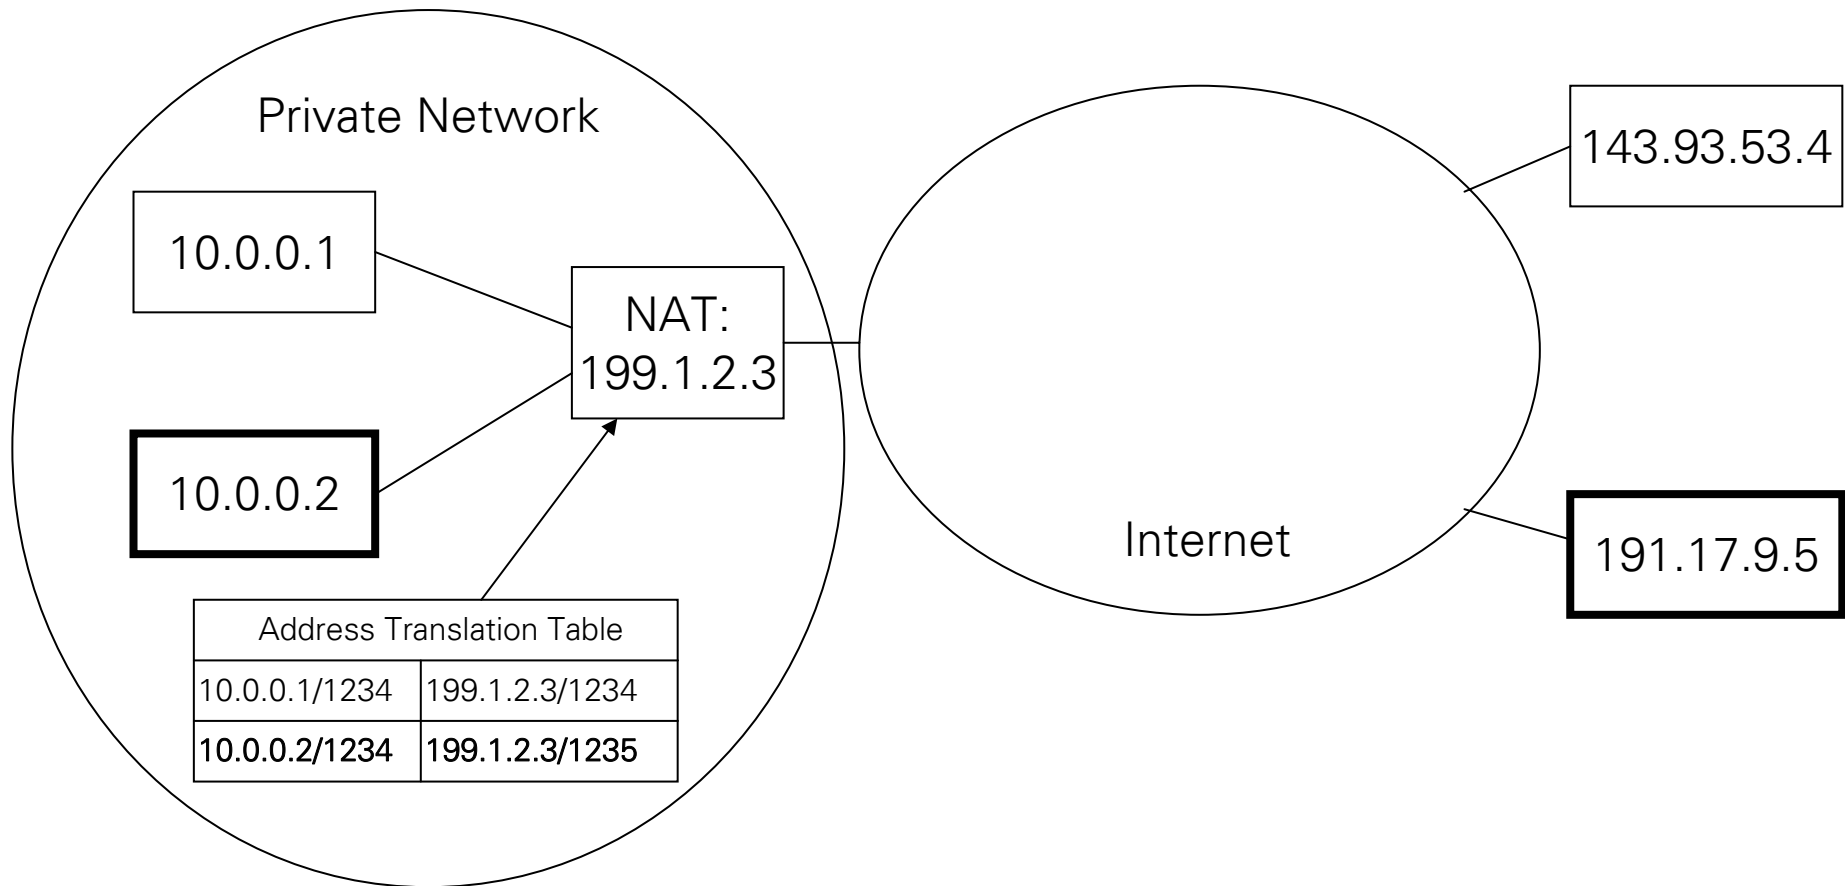 Private Network
10.0.0.1
NAT:
199.1.2.3
10.0.0.2
Address Translation Table
10.0.0.1/1234 199.1.2.3/1234
10.0.0.2/1234 199.1.2.3/1235
Internet
143.93.53.4
191.17.9.5